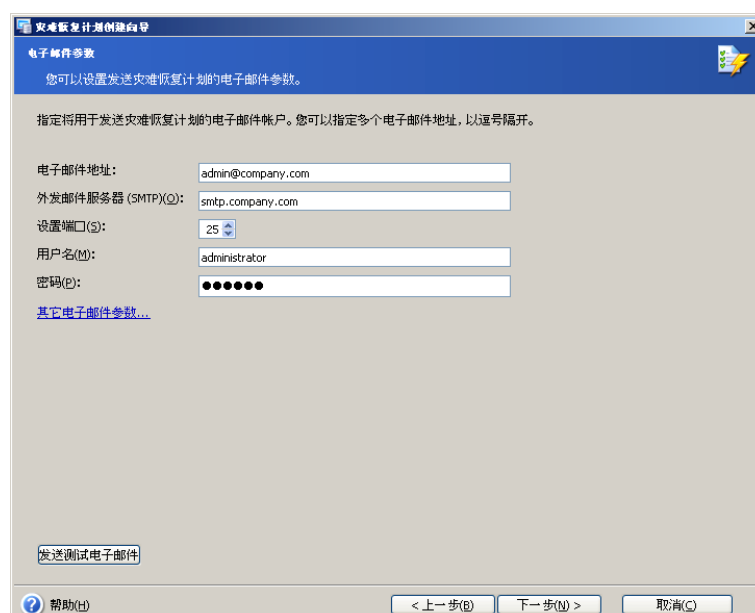 灾难恢复计划创建向导
电子邮件参数
您可以设置发送灾难恢复计划的电子邮件参数。
指定将用于发送灾难恢复计划的电子邮件帐户。您可以指定多个电子邮件地址，以逗号隔开。
电子邮件地址: admin@company.com
外发邮件服务器(SMTP)(O): smtp.company.com
设置端口(S): 25
用户名(M): administrator
密码(P): ●●●●●●
其它电子邮件参数...
发送测试电子邮件
帮助(H) < 上一步(B) 下一步(N) > 取消(C)